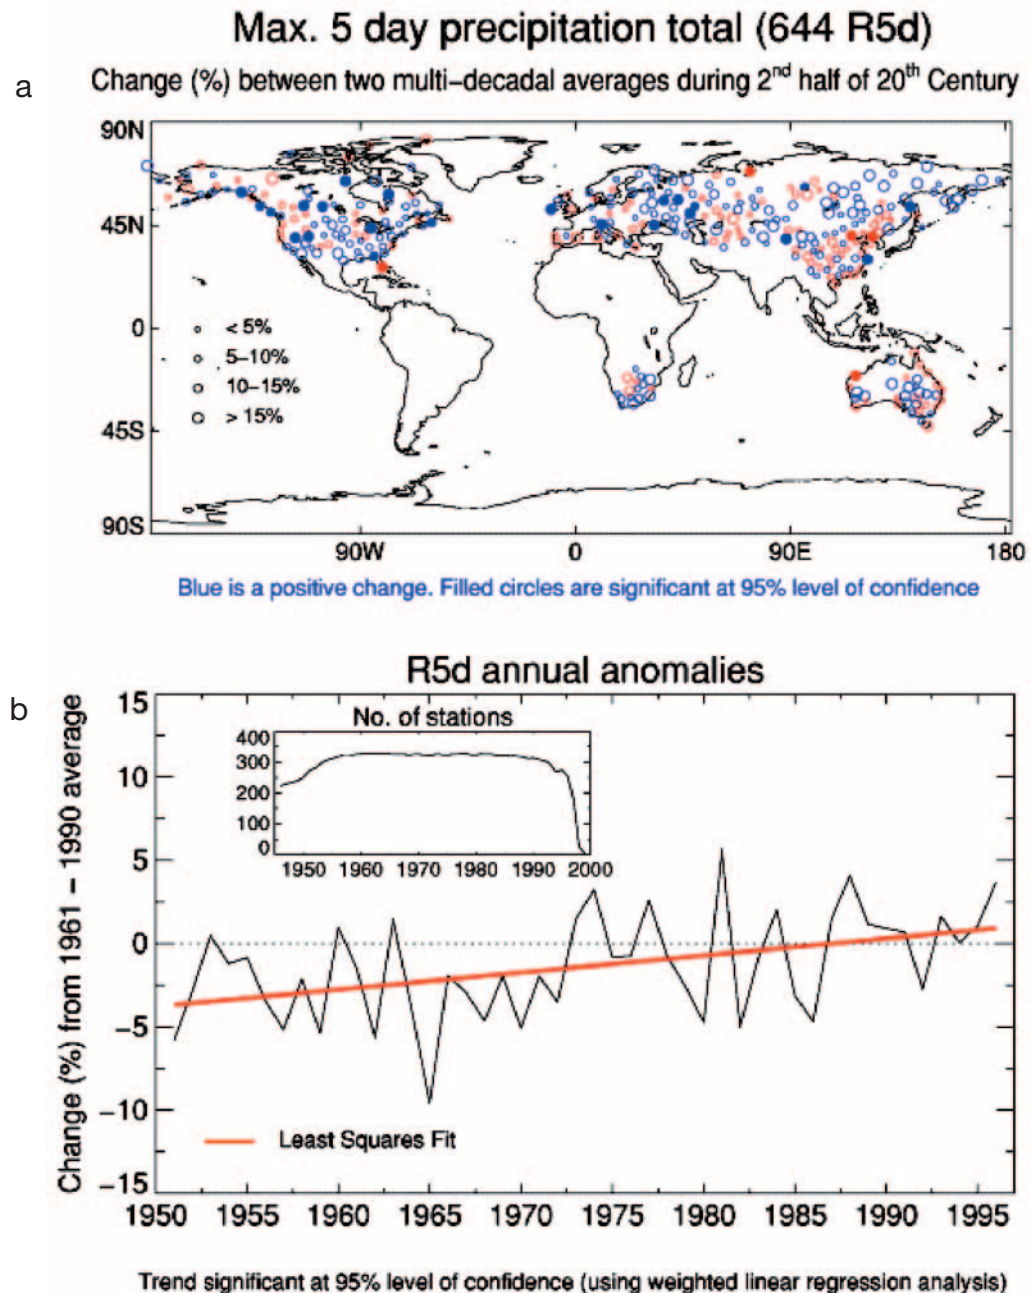 Max. 5 day precipitation total (644 R5d)
a
Change (%) between two multi-decadal averages during 2nd half of 20th Century
90N
45N
0
45S
90S
< 5%
5-10%
10-15%
> 15%
90W 0 90E 180
Blue is a positive change. Filled circles are significant at 95% level of confidence
R5d annual anomalies
b
Change (%) from 1961 - 1990 average
15
10
5
0
-5
-10
-15
No. of stations
400
300
200
100
0
1950 1960 1970 1980 1990 2000
Least Squares Fit
1950 1955 1960 1965 1970 1975 1980 1985 1990 1995
Trend significant at 95% level of confidence (using weighted linear regression analysis)